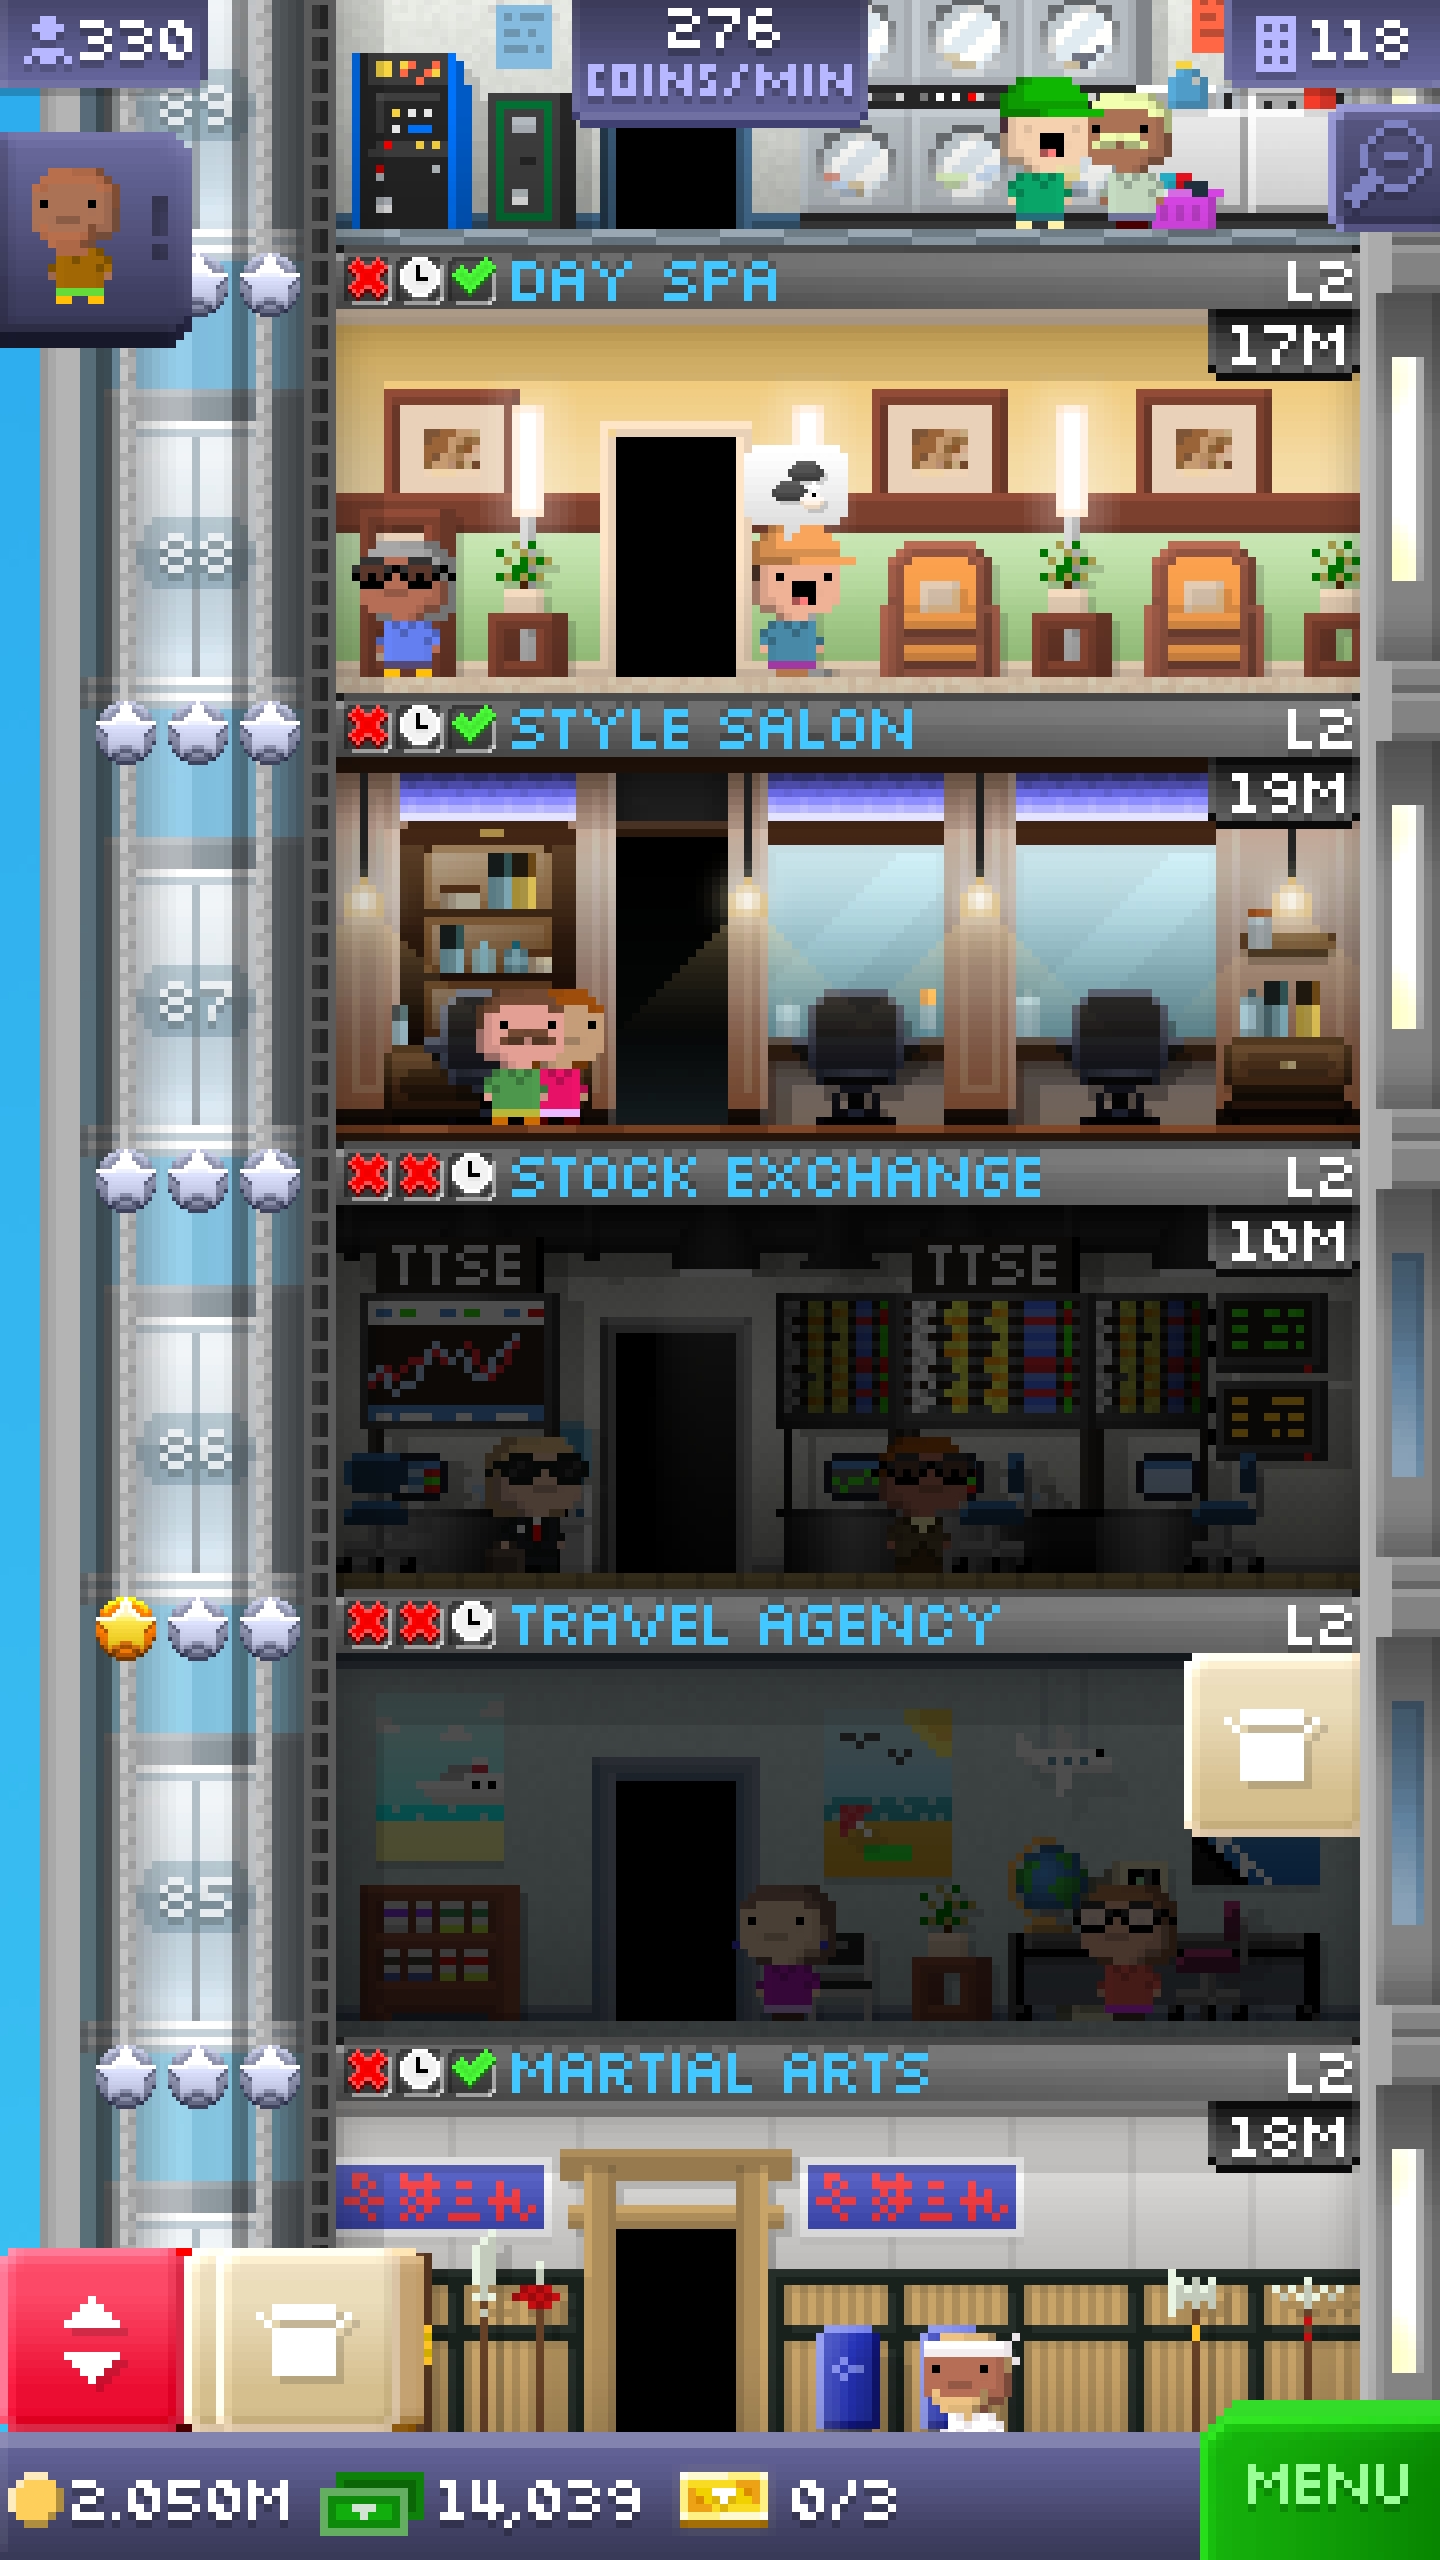 330
276
COINS/MIN
118
DAY SPA
L2
17M
88
STYLE SALON
L2
19M
87
STOCK EXCHANGE
L2
10M
TTSE
TTSE
86
TRAVEL AGENCY
L2
85
MARTIAL ARTS
L2
18M
2.050M
14,039
0/3
MENU